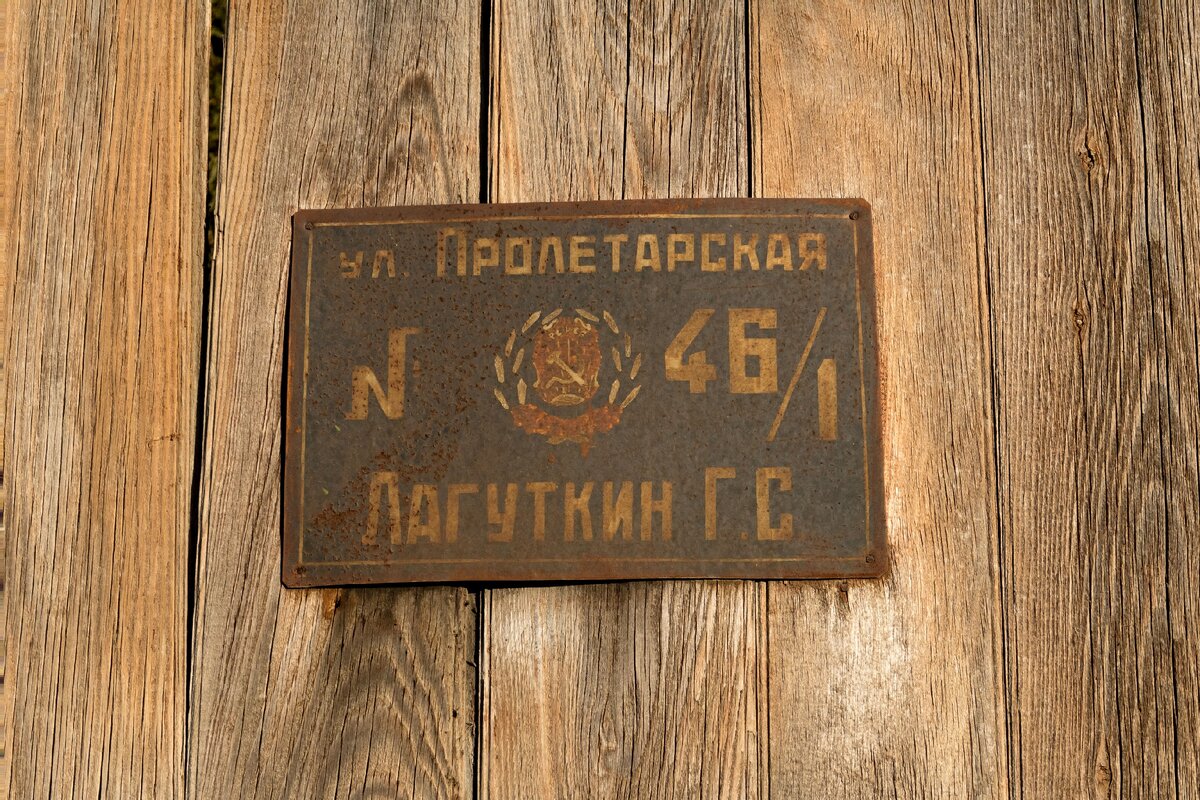 ул. Пролетарская
№ 46/1
Лагуткин Г.С